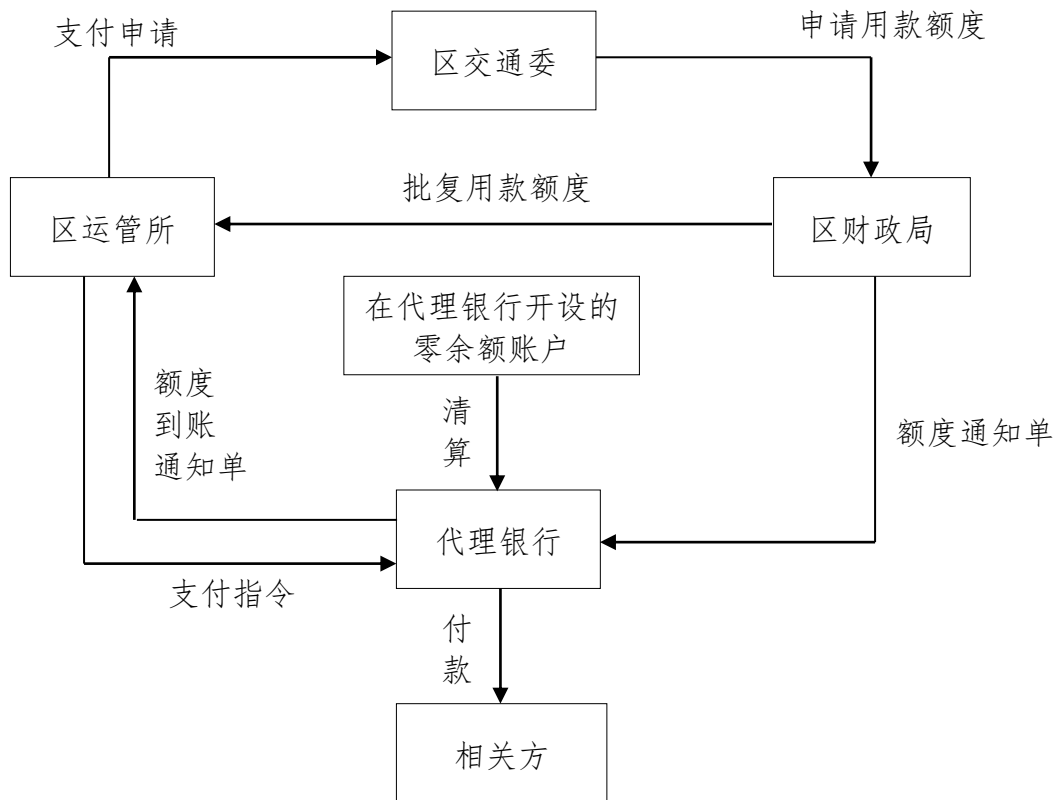 支付申请
区交通委
申请用款额度
区运管所
批复用款额度
区财政局
在代理银行开设的
零余额账户
额度
到账
通知单
清
算
额度通知单
代理银行
支付指令
付
款
相关方